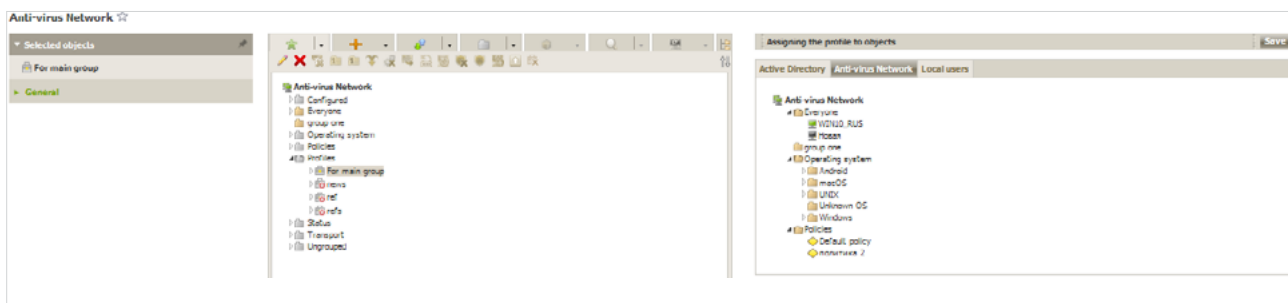 Anti-virus Network
Selected objects
For main group
General
Anti-virus Network
Configured
Everyone
group one
Operating system
Policies
Profiles
For main group
news
ref
refs
Status
Transport
Ungrouped
Assigning the profile to objects
Save
Active Directory Anti-virus Network Local users
Anti-virus Network
Everyone
WIN10_RUS
Новая
group one
Operating system
Android
macOS
UNIX
Unknown OS
Windows
Policies
Default policy
политика 2